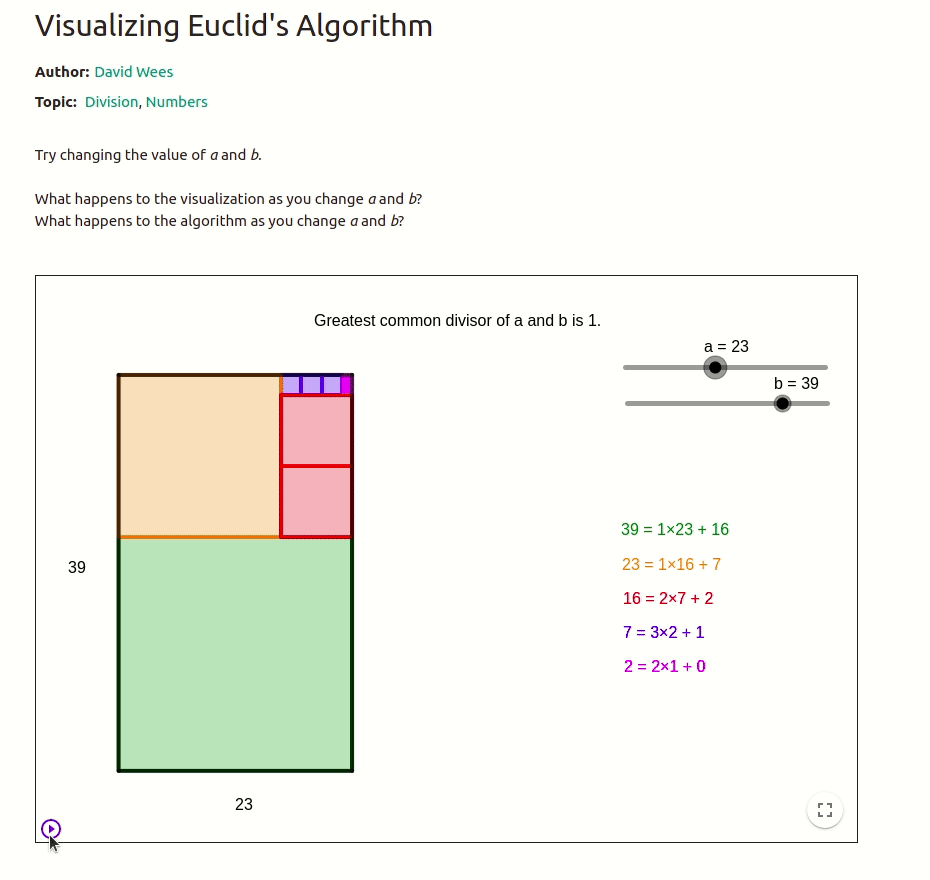 Visualizing Euclid's Algorithm
Author: David Wees
Topic: Division, Numbers
Try changing the value of a and b.
What happens to the visualization as you change a and b?
What happens to the algorithm as you change a and b?
Greatest common divisor of a and b is 1.
a = 23
b = 39
39 = 1×23 + 16
23 = 1×16 + 7
16 = 2×7 + 2
7 = 3×2 + 1
2 = 2×1 + 0
39
23